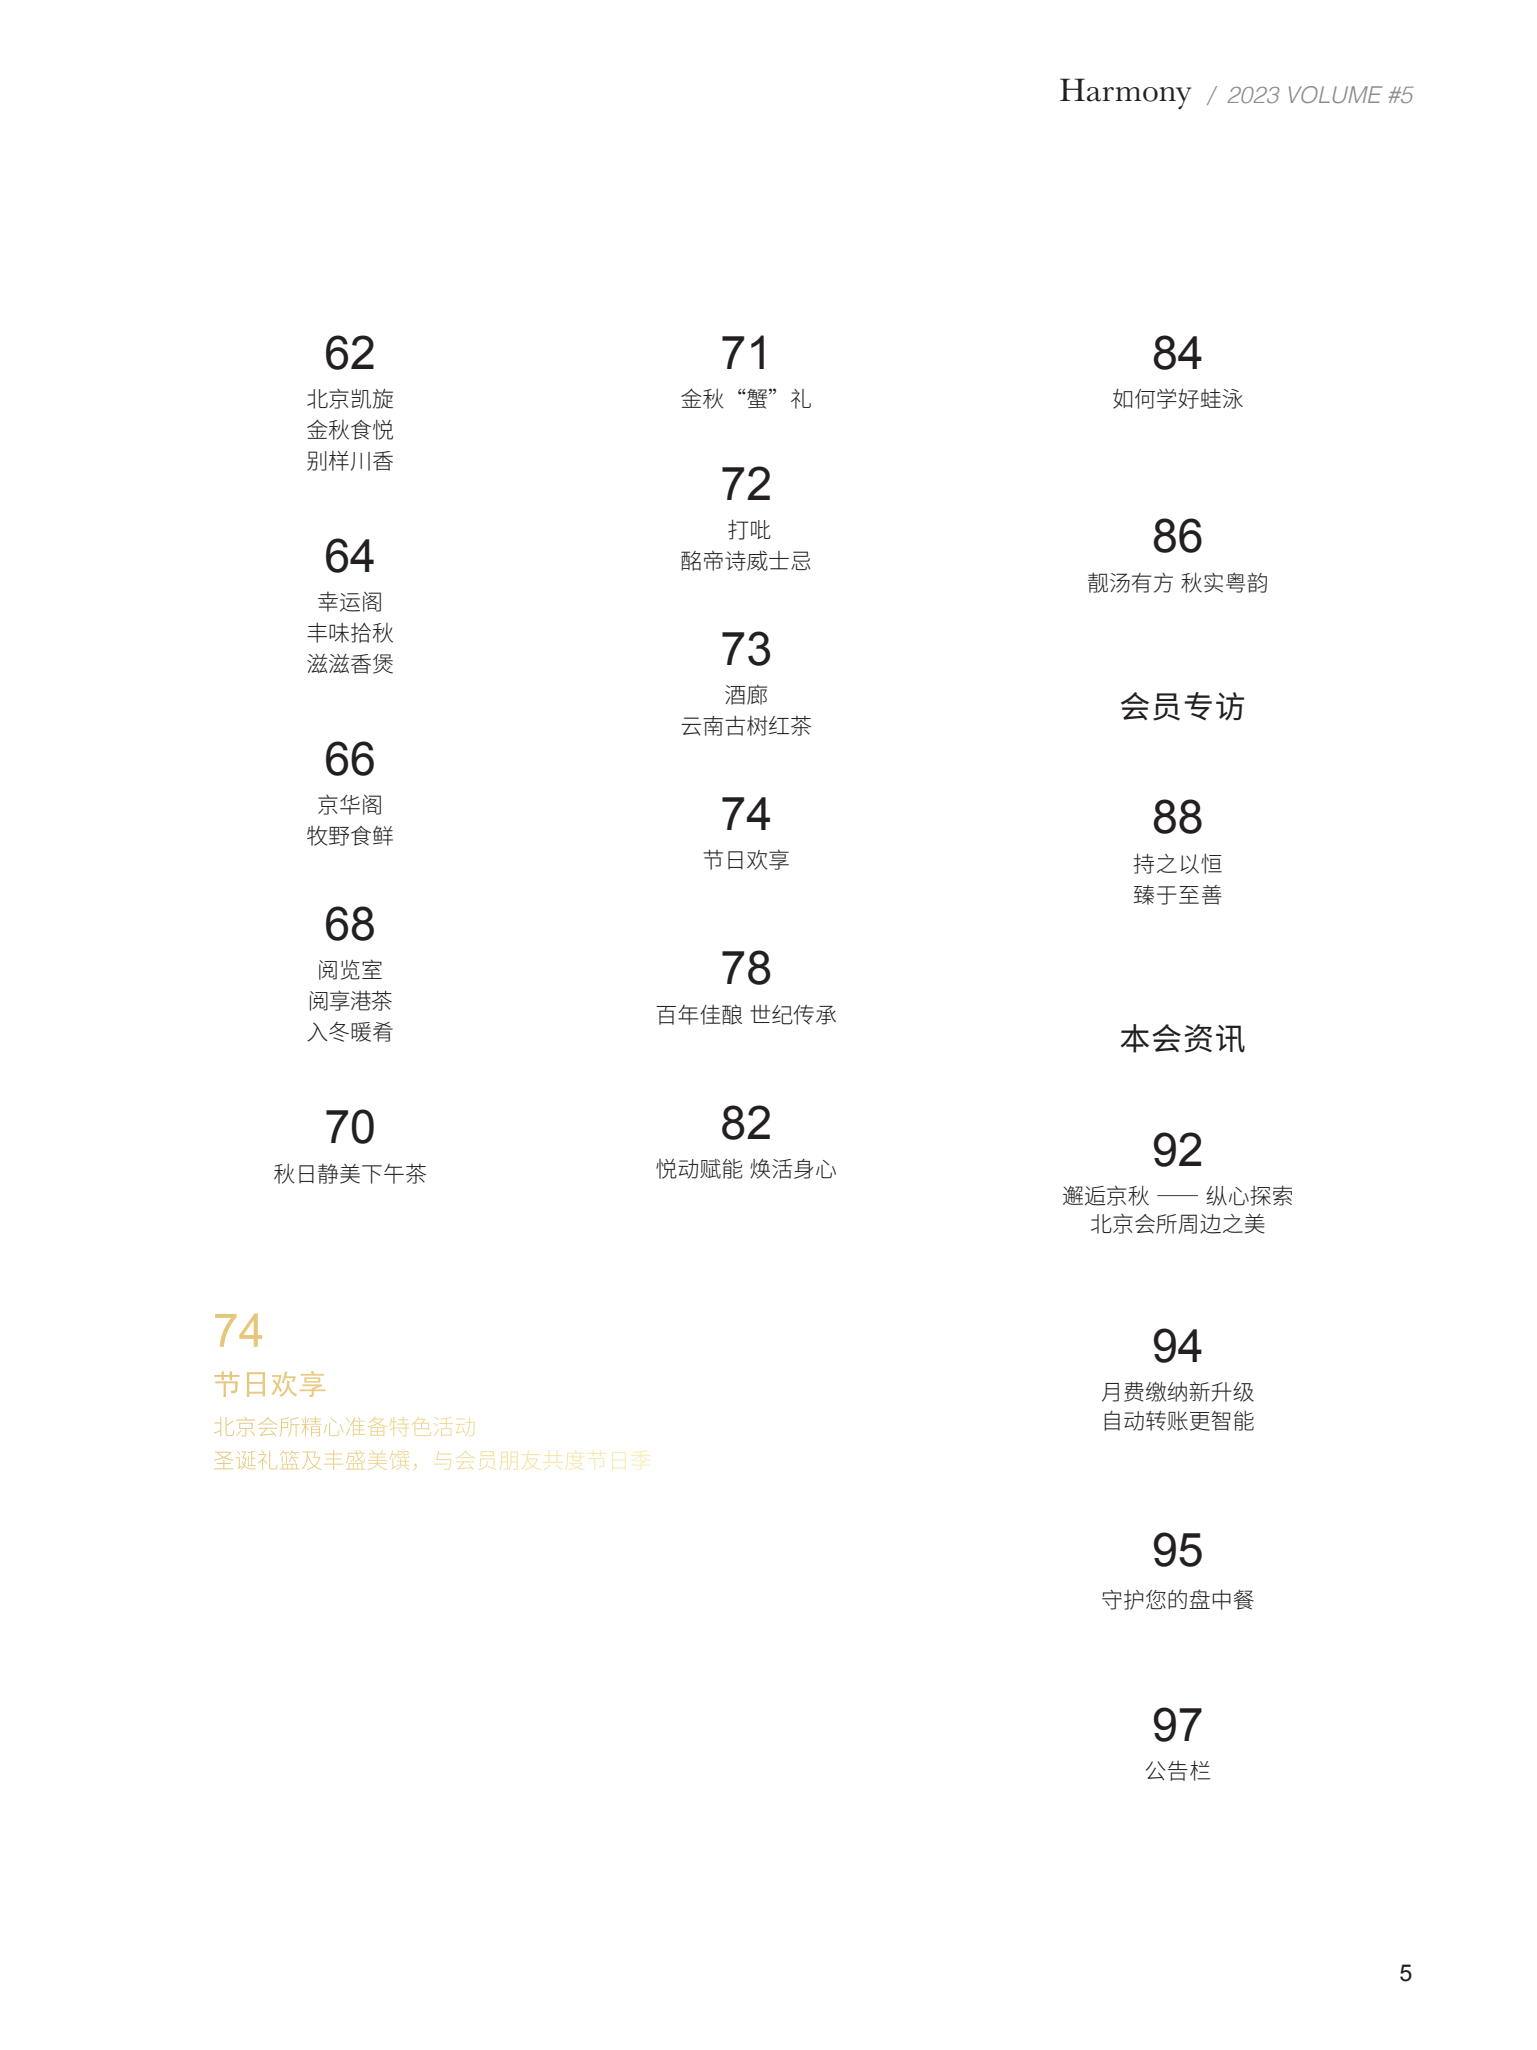 Harmony / 2023 VOLUME #5
62
北京凯旋
金秋食悦
别样川香
64
幸运阁
丰味拾秋
滋滋香煲
66
京华阁
牧野食鲜
68
阅览室
阅享港茶
入冬暖肴
70
秋日静美下午茶
71
金秋“蟹”礼
72
打吡
酩帝诗威士忌
73
酒廊
云南古树红茶
74
节日欢享
78
百年佳酿 世纪传承
82
悦动赋能 焕活身心
84
如何学好蛙泳
86
靓汤有方 秋实粤韵
会员专访
88
持之以恒
臻于至善
本会资讯
92
邂逅京秋 —— 纵心探索
北京会所周边之美
94
月费缴纳新升级
自动转账更智能
95
守护您的盘中餐
97
公告栏
74
节日欢享
北京会所精心准备特色活动
圣诞礼篮及丰盛美馔，与会员朋友共度节日季
5